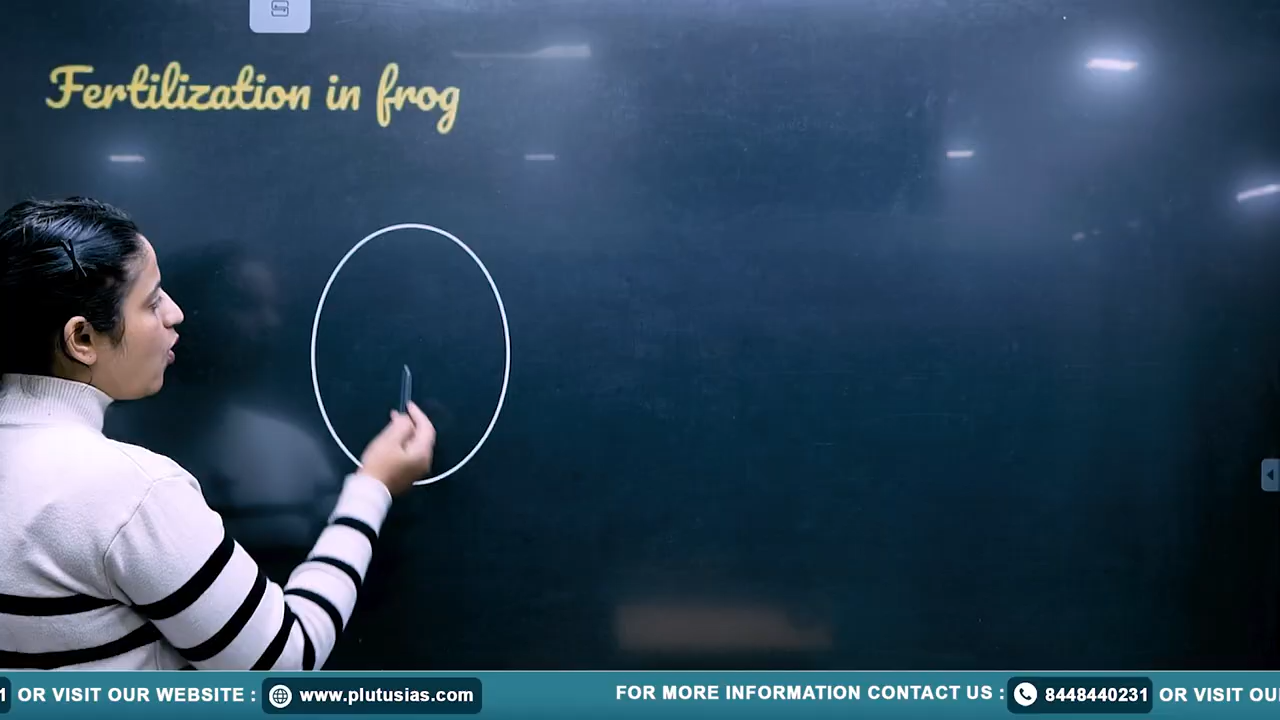 Fertilization in frog
1 OR VISIT OUR WEBSITE : www.plutusias.com FOR MORE INFORMATION CONTACT US : 8448440231 OR VISIT OU